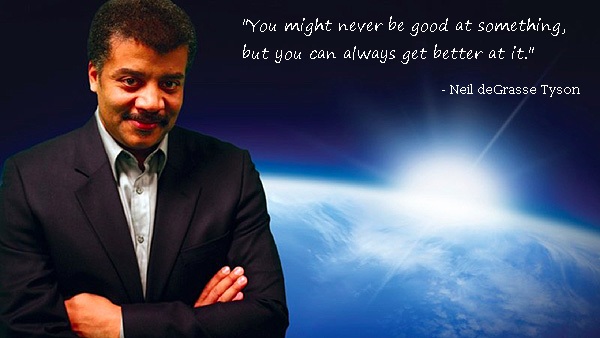 "You might never be good at something,
but you can always get better at it."
- Neil deGrasse Tyson